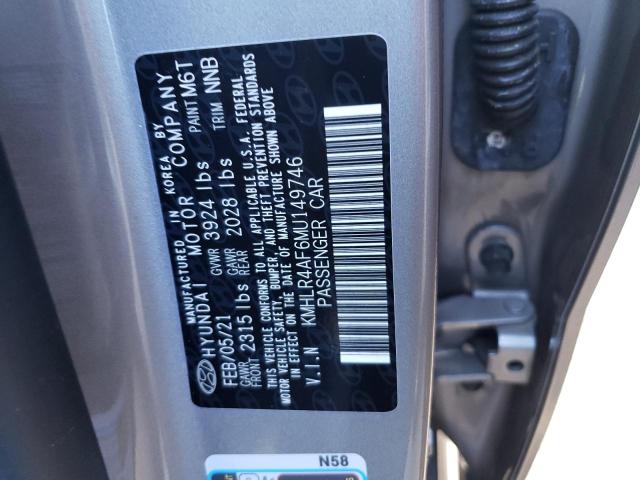 MANUFACTURED IN KOREA BY
HYUNDAI MOTOR COMPANY
FEB/05/21 GVWR 3924 lbs PAINT M6T
GAWR FRONT 2315 lbs GAWR REAR 2028 lbs TRIM NNB
THIS VEHICLE CONFORMS TO ALL APPLICABLE U.S.A. FEDERAL
MOTOR VEHICLE SAFETY, BUMPER, AND THEFT PREVENTION STANDARDS
IN EFFECT ON THE DATE OF MANUFACTURE SHOWN ABOVE
V.I.N KMHLR4AF6MU149746
PASSENGER CAR
N58